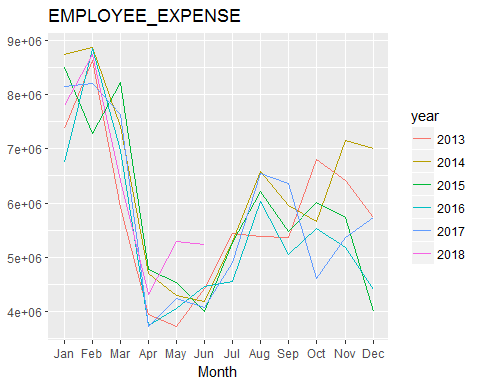 EMPLOYEE_EXPENSE
9e+06
8e+06
7e+06
6e+06
5e+06
4e+06
Jan Feb Mar Apr May Jun Jul Aug Sep Oct Nov Dec
Month
year
2013
2014
2015
2016
2017
2018